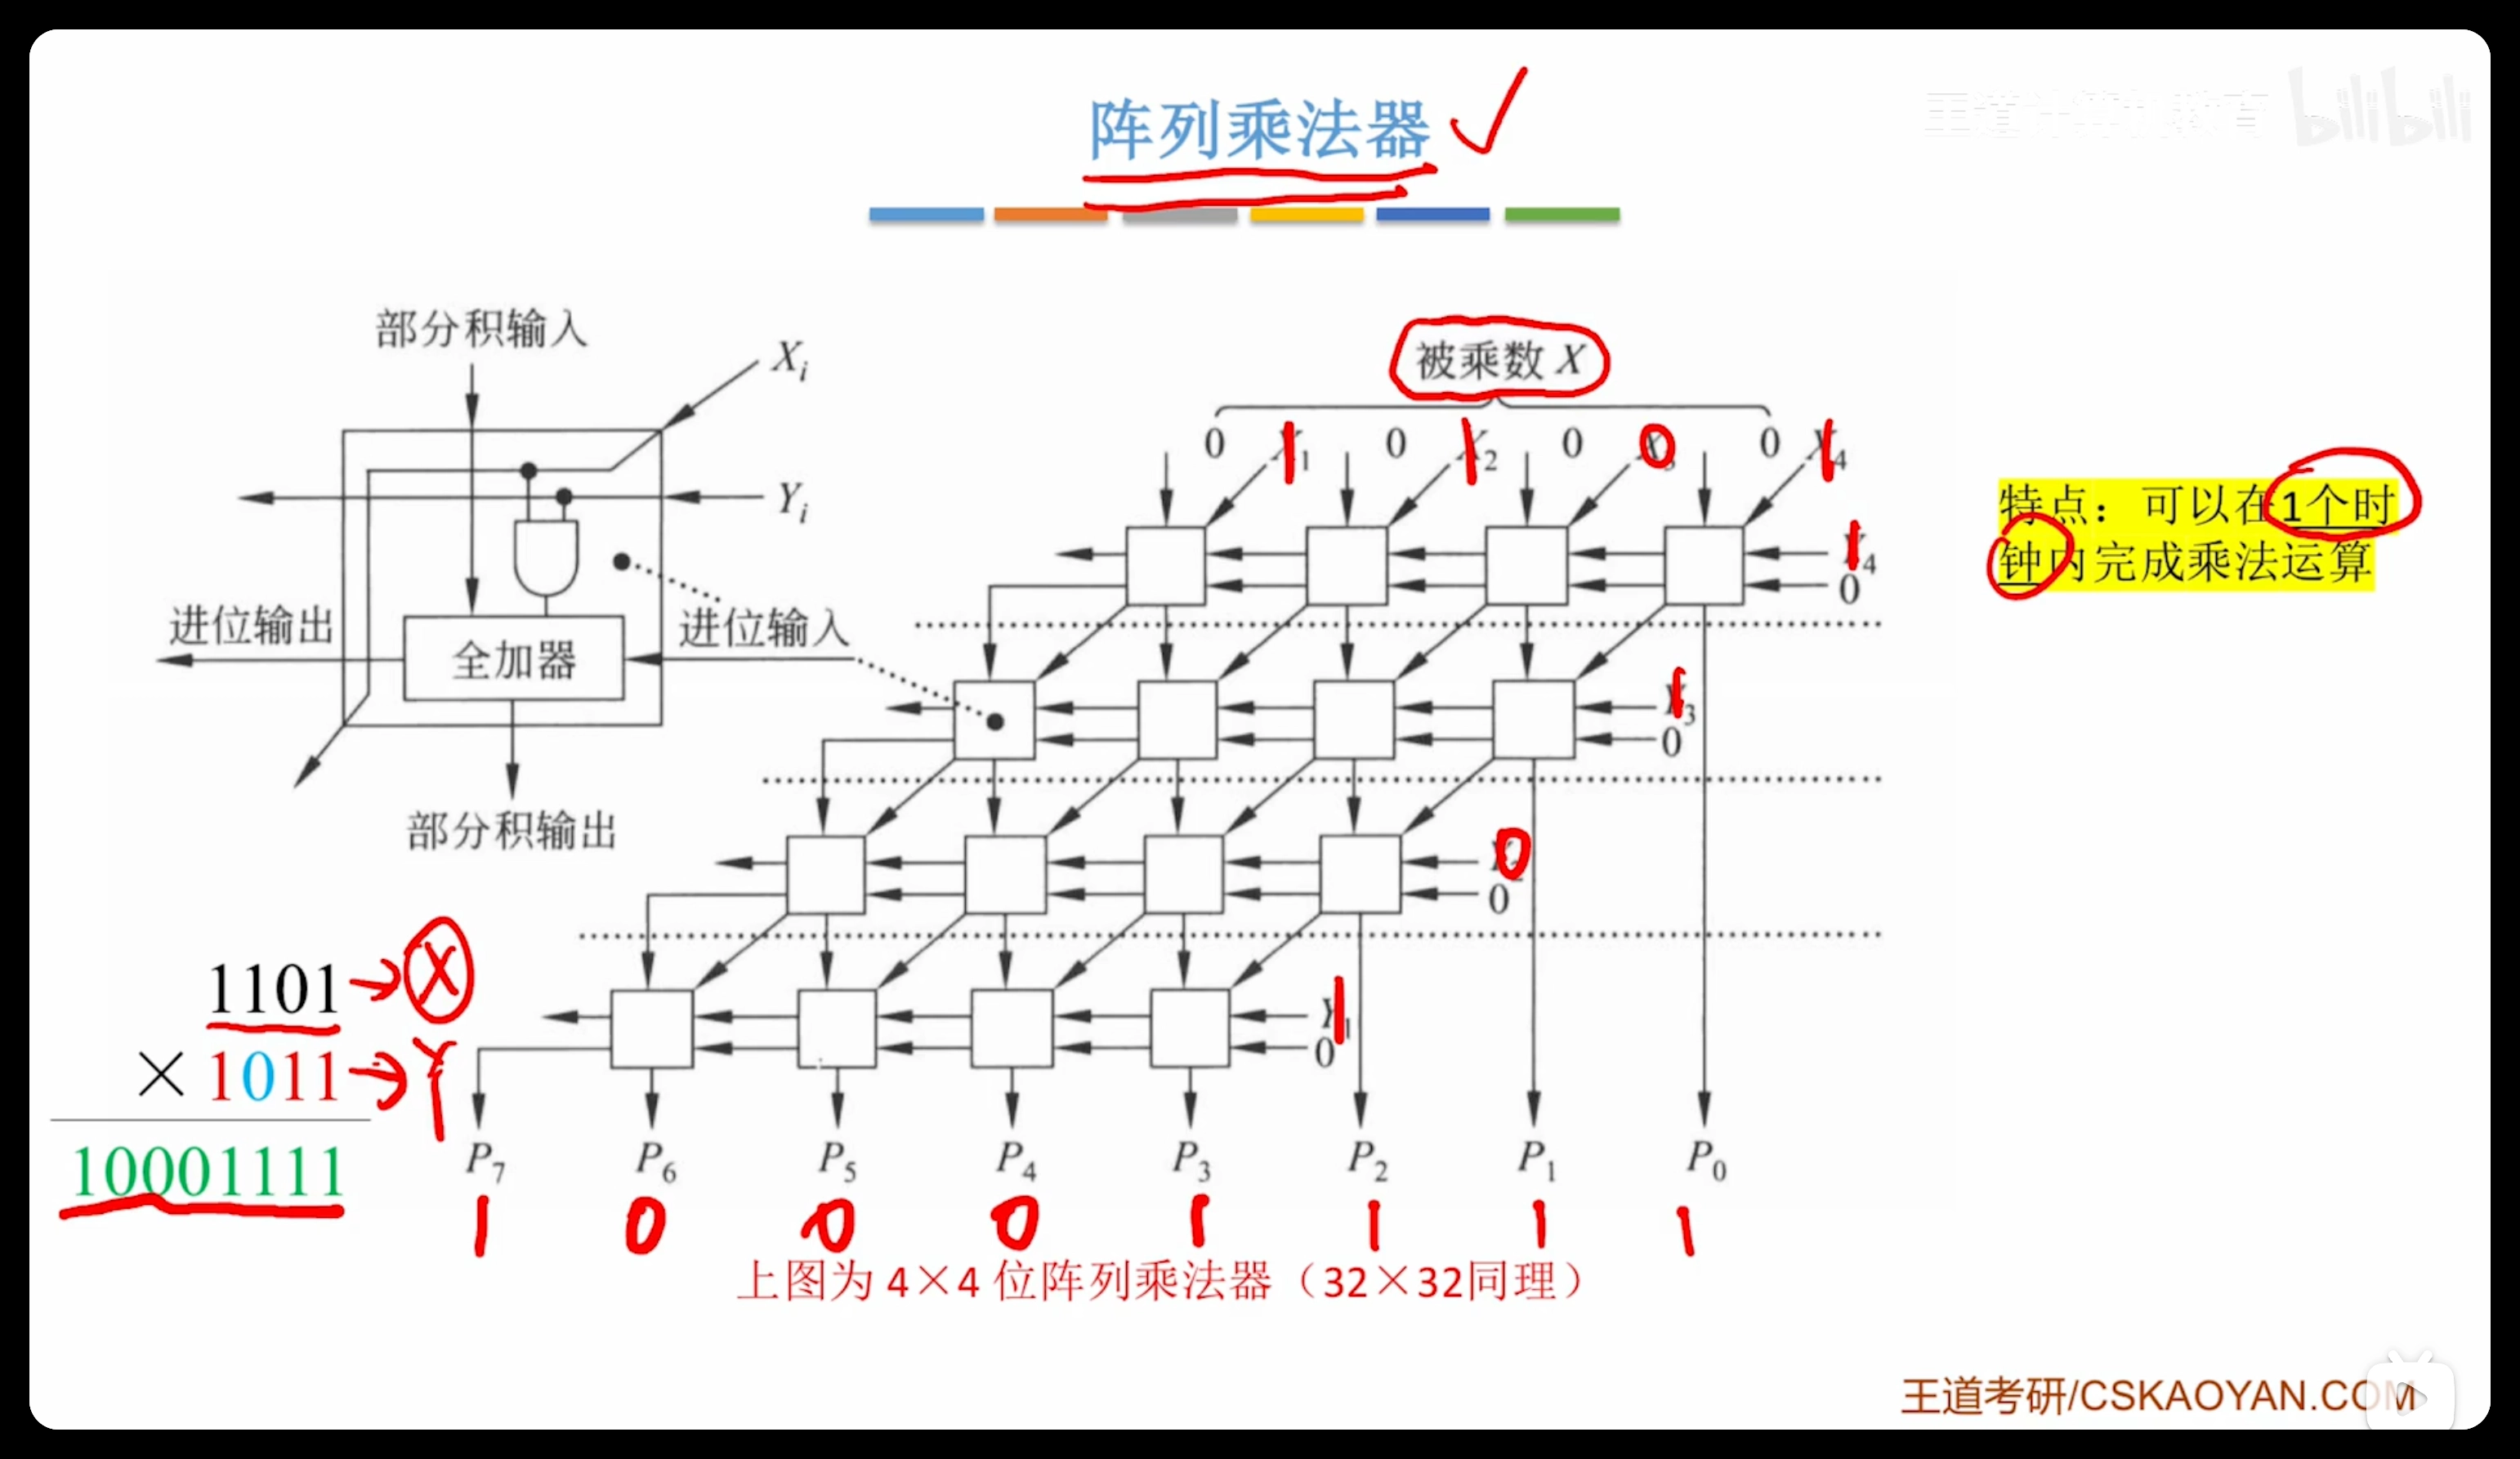 阵列乘法器
王道计算机教育 bilibili
部分积输入
X_i
Y_i
进位输出
全加器
进位输入
部分积输出
被乘数 X
0 X_1 0 X_2 0 X_3 0 X_4
1 1 0 1
Y_4
1
0
Y_3
1
0
Y_2
0
0
Y_1
1
0
特点：可以在1个时
钟内完成乘法运算
1101 X
×1011 Y
10001111
P_7 P_6 P_5 P_4 P_3 P_2 P_1 P_0
1 0 0 0 1 1 1 1
上图为 4×4 位阵列乘法器（32×32同理）
王道考研/CSKAOYAN.COM